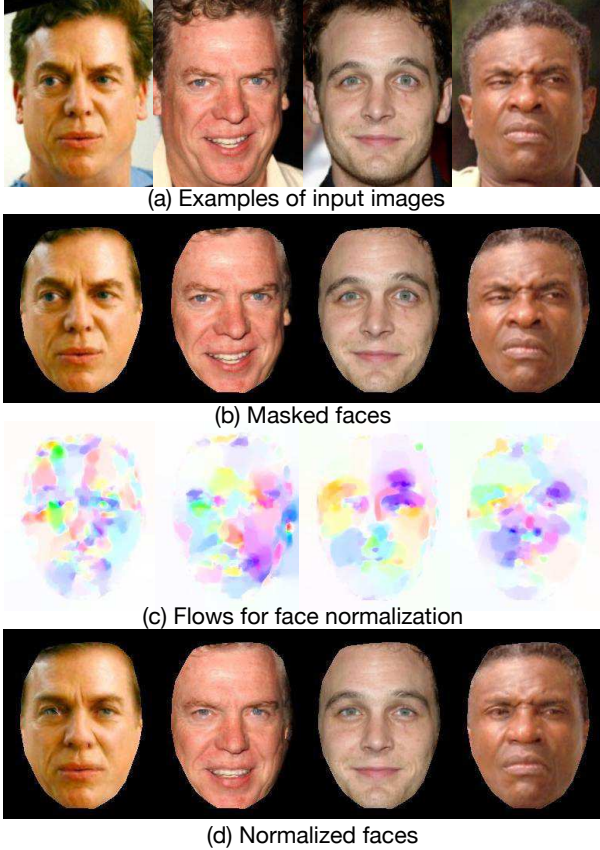 (a) Examples of input images
(b) Masked faces
(c) Flows for face normalization
(d) Normalized faces